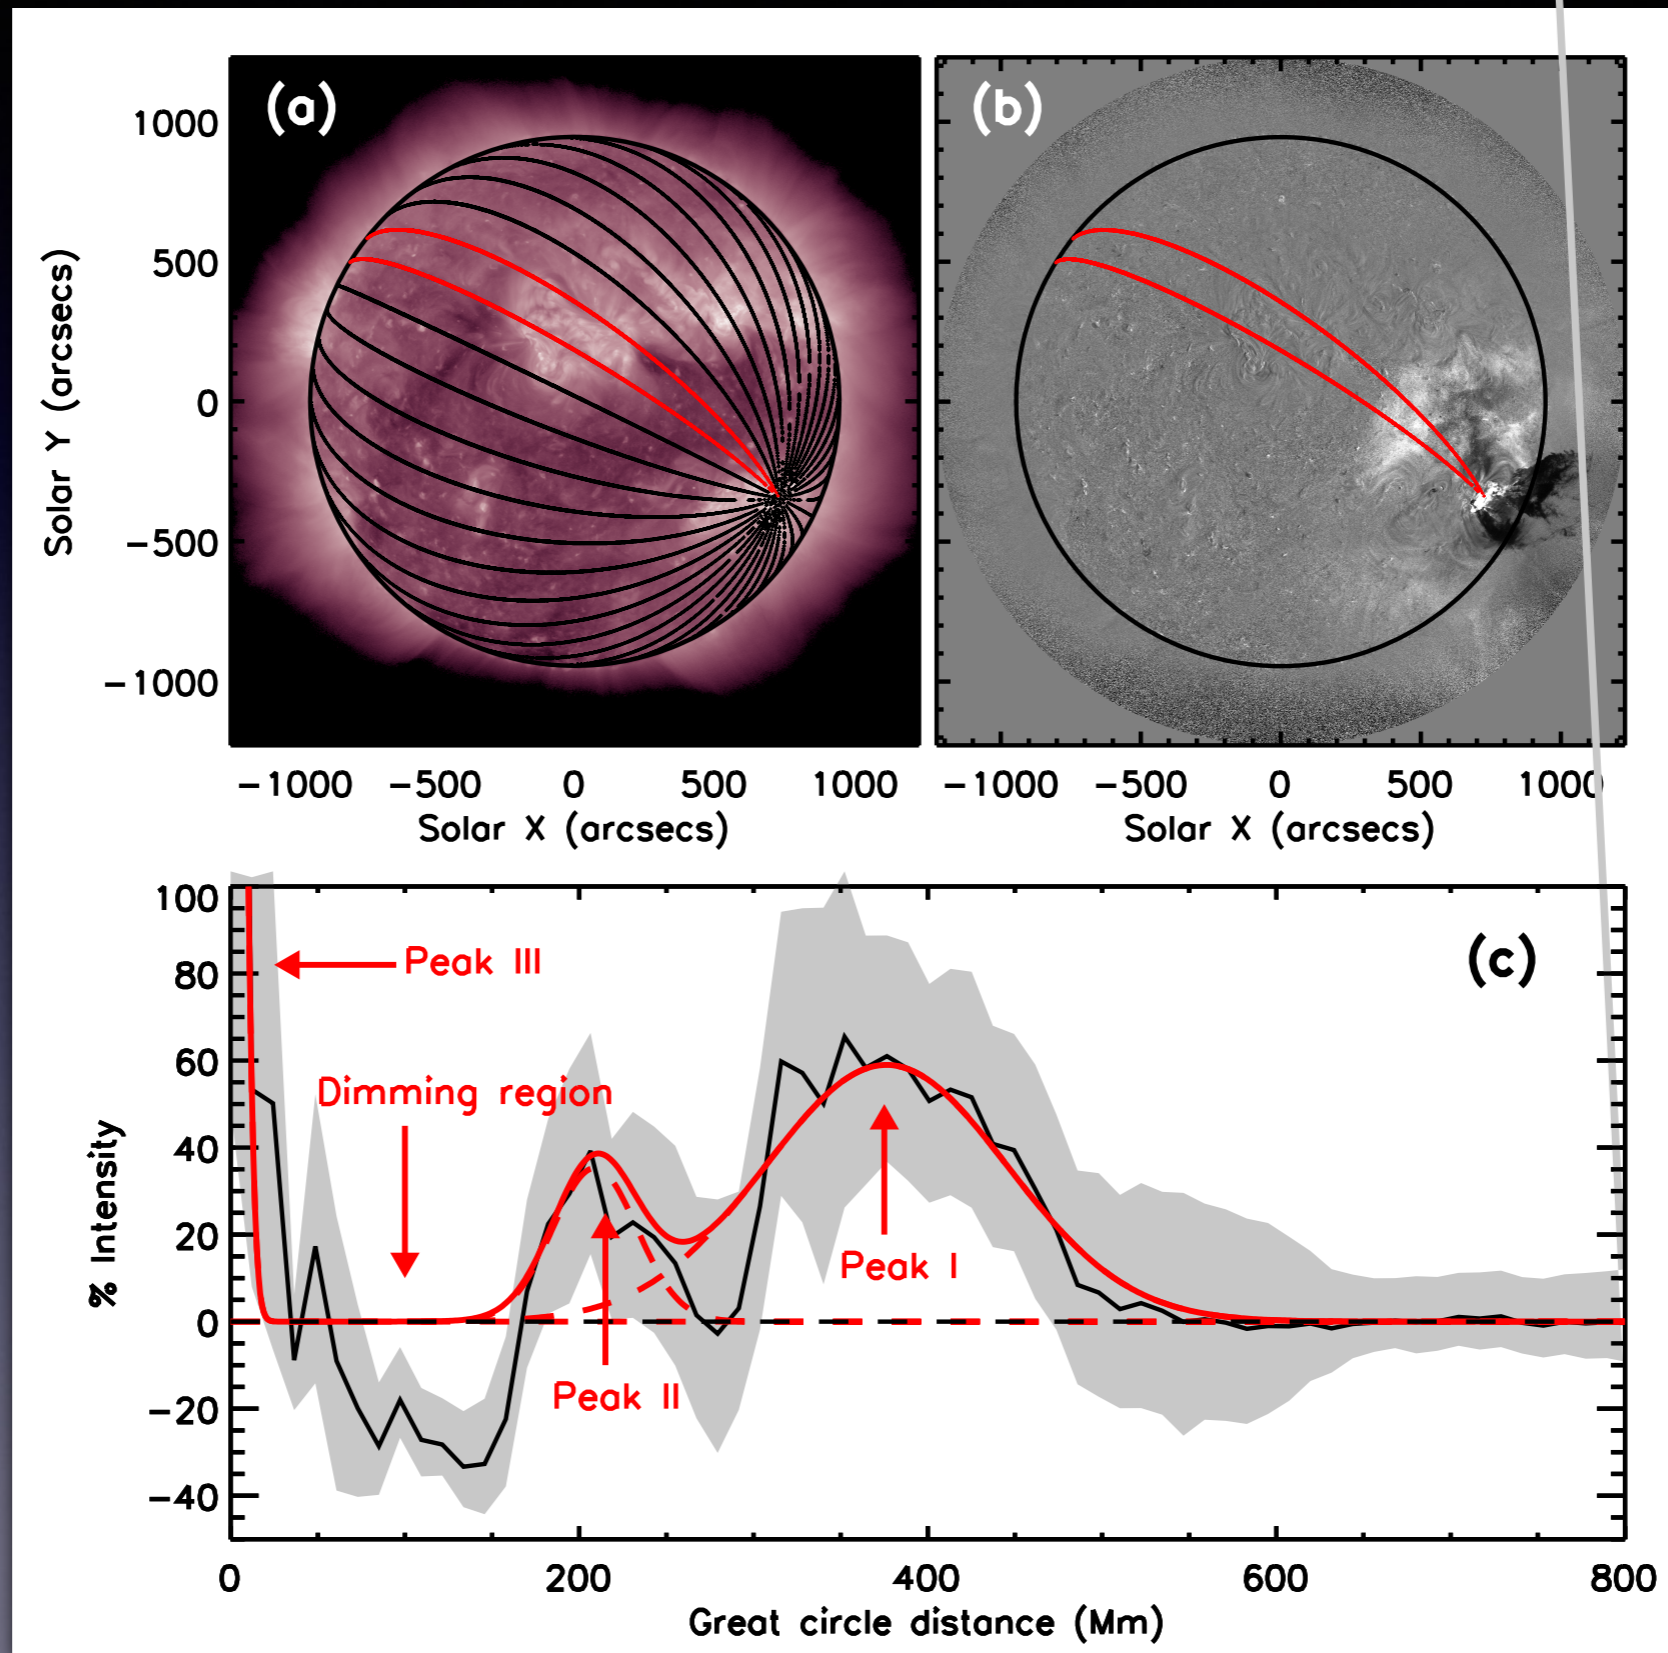 (a)
(b)
1000
500
0
−500
−1000
Solar Y (arcsecs)
−1000 −500 0 500 1000
−1000 −500 0 500 1000
Solar X (arcsecs)
Solar X (arcsecs)
100
80
60
40
20
0
−20
−40
% Intensity
(c)
Peak III
Dimming region
Peak I
Peak II
0 200 400 600 800
Great circle distance (Mm)